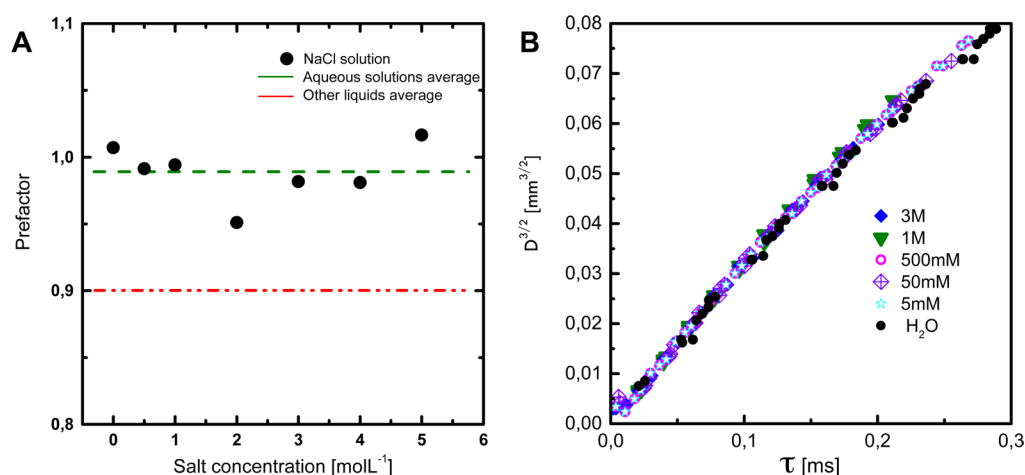 A
1,1
1,0
0,9
0,8
Prefactor
NaCl solution
Aqueous solutions average
Other liquids average
0 1 2 3 4 5 6
Salt concentration [molL⁻¹]
B
0,08
0,07
0,06
0,05
0,04
0,03
0,02
0,01
0,00
D³/² [mm³/²]
3M
1M
500mM
50mM
5mM
H₂O
0,0 0,1 0,2 0,3
τ [ms]